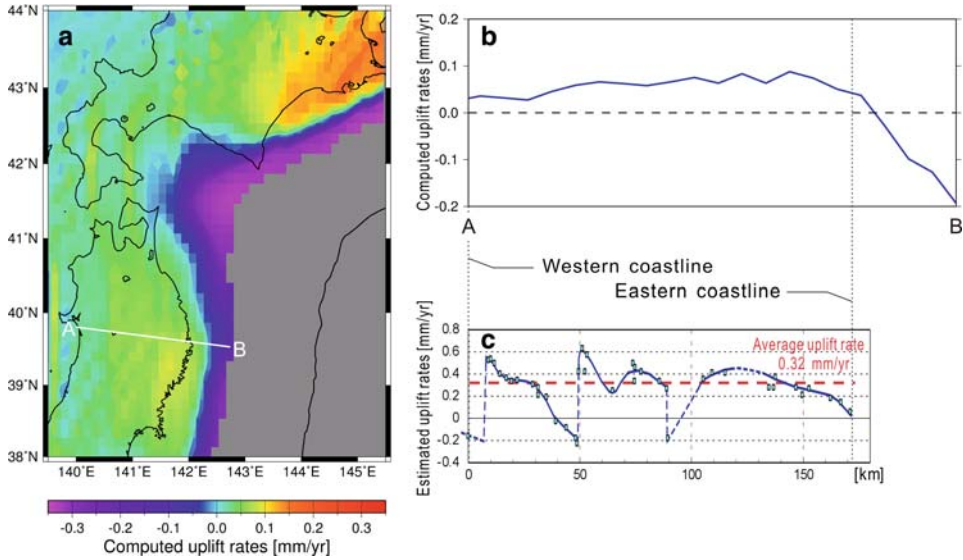 a
44˚N
43˚N
42˚N
41˚N
40˚N
39˚N
38˚N
A
B
140˚E 141˚E 142˚E 143˚E 144˚E 145˚E
-0.3 -0.2 -0.1 0.0 0.1 0.2 0.3
Computed uplift rates [mm/yr]
b
Computed uplift rates [mm/yr]
0.2
0.1
0.0
-0.1
-0.2
A B
Western coastline
Eastern coastline
c
Estimated uplift rates [mm/yr]
0.8
0.6
0.4
0.2
0
-0.2
-0.4
Average uplift rate
0.32 mm/yr
0 50 100 150 [km]